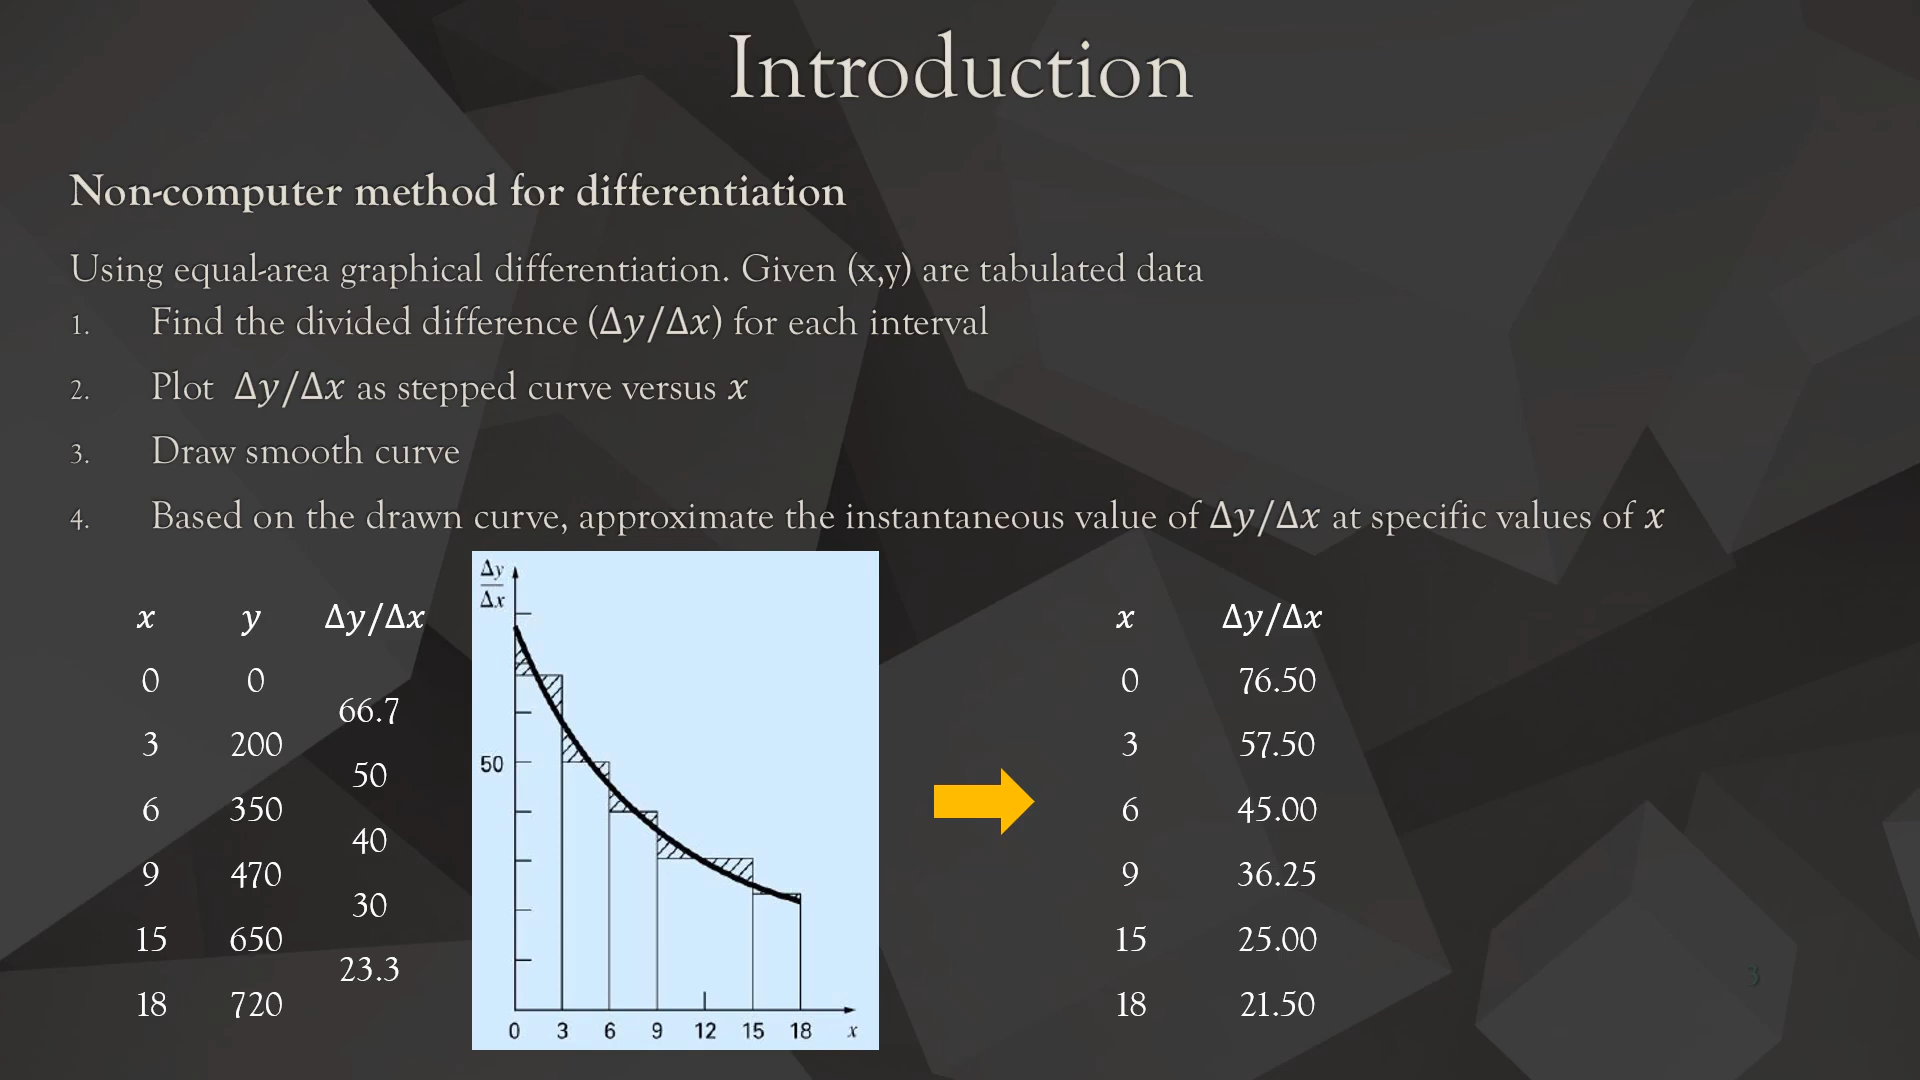 Introduction
Non-computer method for differentiation
Using equal-area graphical differentiation. Given (x,y) are tabulated data
1. Find the divided difference (Δy/Δx) for each interval
2. Plot Δy/Δx as stepped curve versus x
3. Draw smooth curve
4. Based on the drawn curve, approximate the instantaneous value of Δy/Δx at specific values of x
x y Δy/Δx
0 0
66.7
3 200
50
6 350
40
9 470
30
15 650
23.3
18 720
Δy
Δx
50
0 3 6 9 12 15 18 x
x Δy/Δx
0 76.50
3 57.50
6 45.00
9 36.25
15 25.00
18 21.50
3